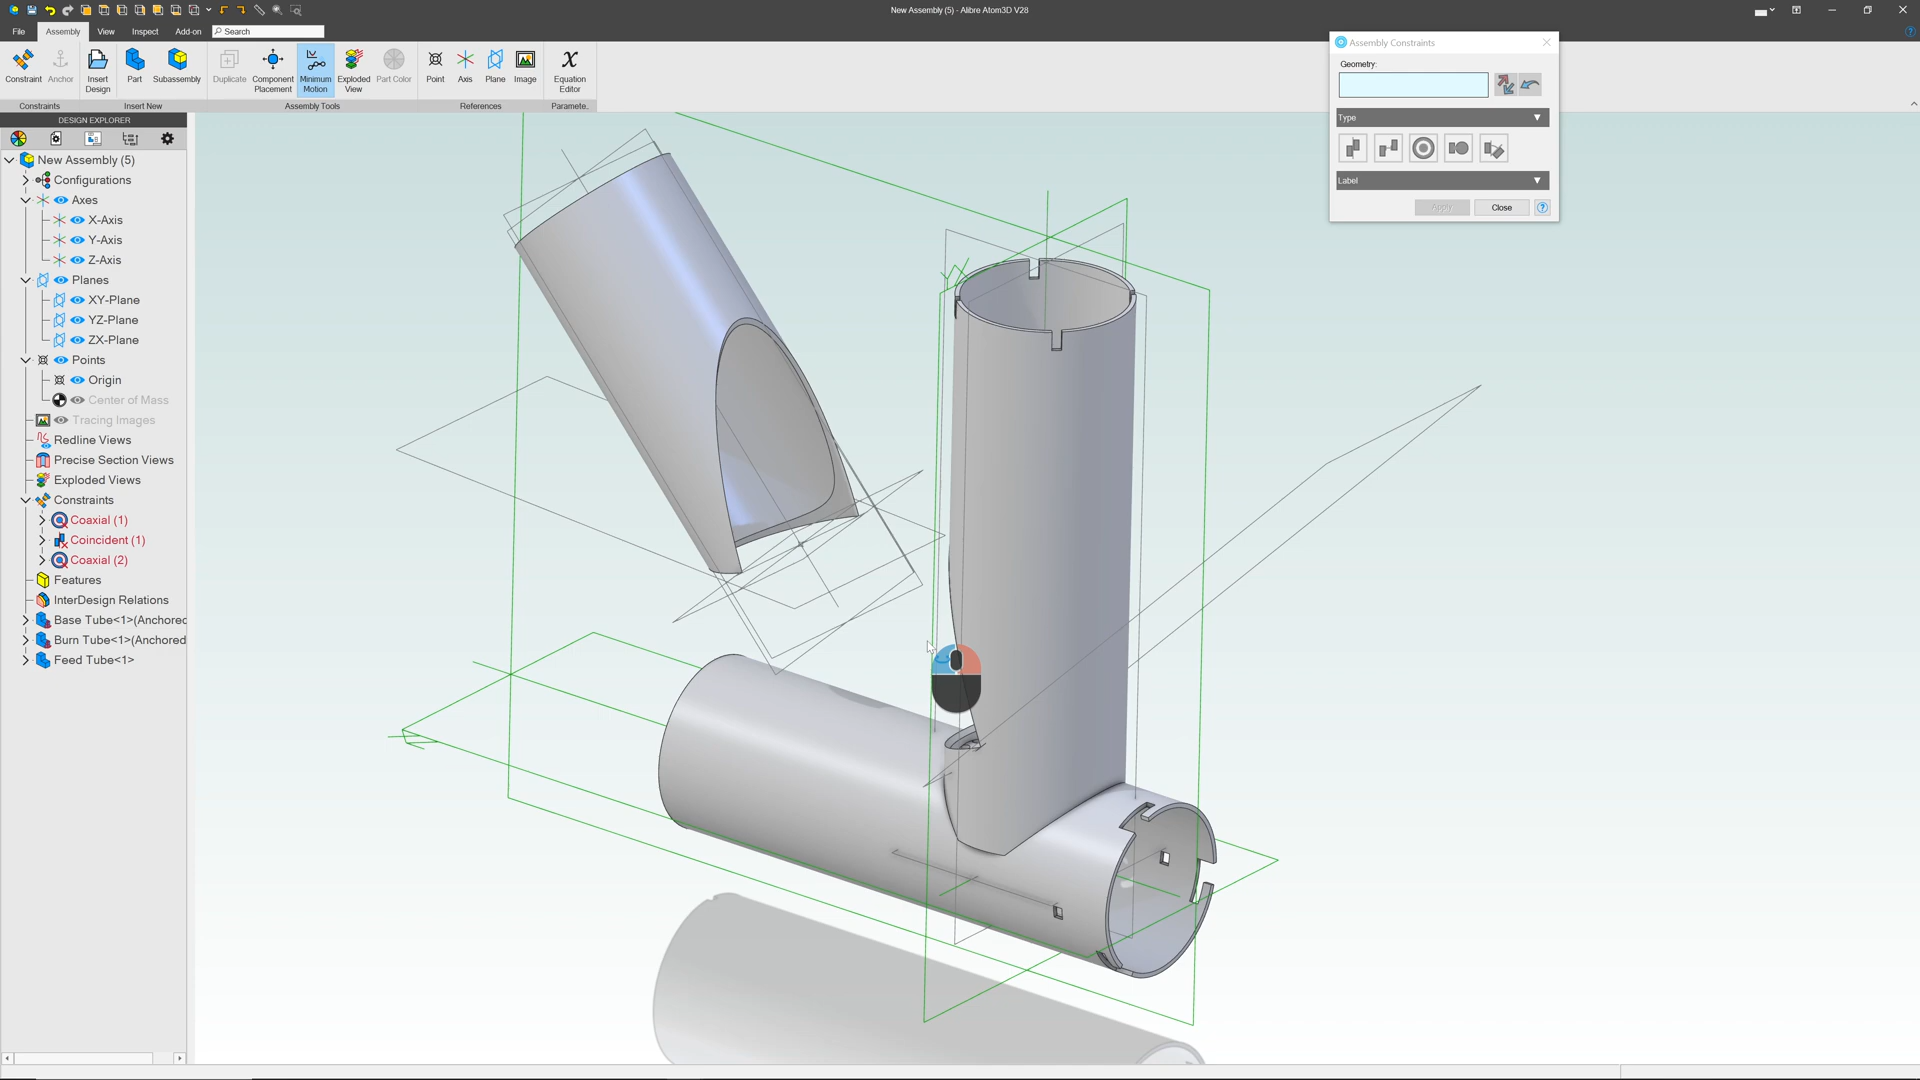 New Assembly (5) - Alibre Atom3D V28
File
Assembly
View
Inspect
Add-on
Search
Constraint
Anchor
Insert
Design
Part
Subassembly
Duplicate
Component
Placement
Minimum
Motion
Exploded
View
Part Color
Point
Axis
Plane
Image
Equation
Editor
Constraints
Insert New
Assembly Tools
References
Paramete..
DESIGN EXPLORER
New Assembly (5)
Configurations
Axes
X-Axis
Y-Axis
Z-Axis
Planes
XY-Plane
YZ-Plane
ZX-Plane
Points
Origin
Center of Mass
Tracing Images
Redline Views
Precise Section Views
Exploded Views
Constraints
Coaxial (1)
Coincident (1)
Coaxial (2)
Features
InterDesign Relations
Base Tube<1>(Anchored
Burn Tube<1>(Anchored
Feed Tube<1>
Assembly Constraints
Geometry:
Type
Label
Apply
Close